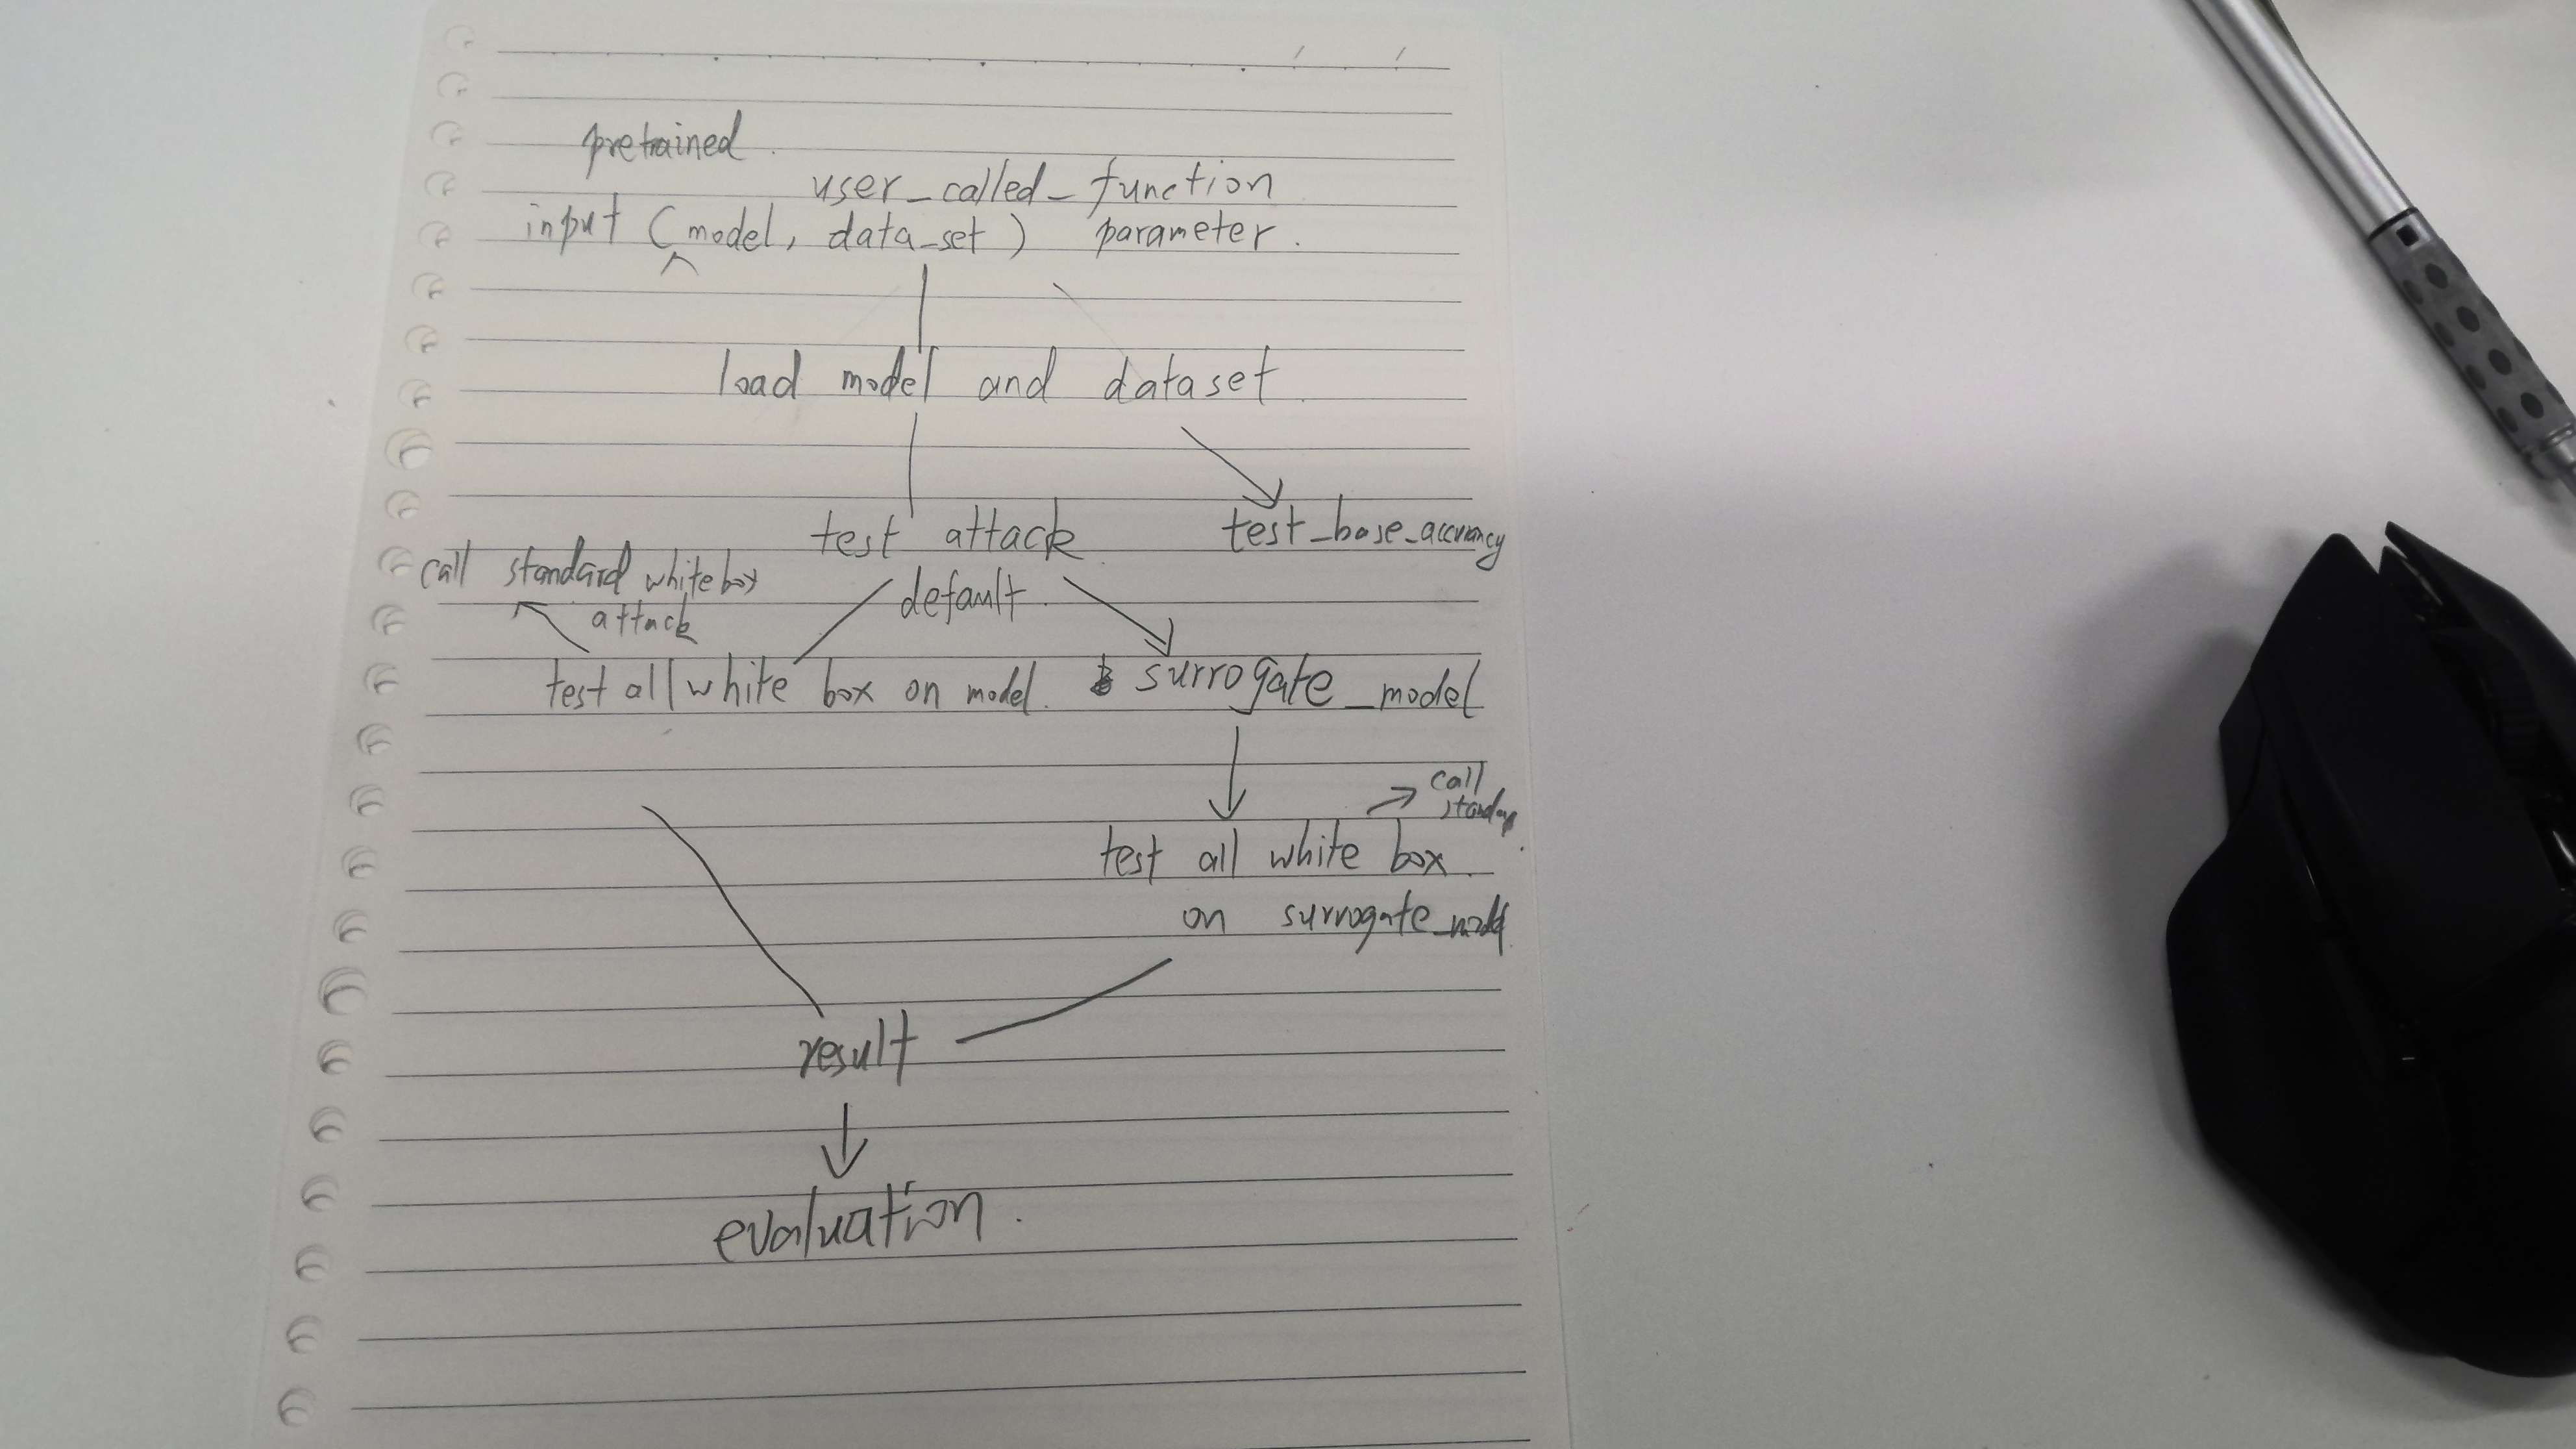 pretrained.
user_called_function
input (model, data_set) parameter.
load model and dataset.
test attack
test_base_accuracy
call standard white box
attack
default.
test all white box on model.
surrogate_model
call
test all white box.
on surrogate_model
result
evaluation.